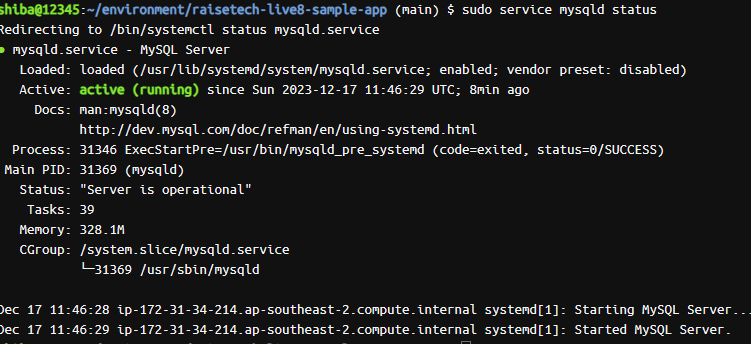 shiba@12345:~/environment/raisetech-live8-sample-app (main) $ sudo service mysqld status
Redirecting to /bin/systemctl status mysqld.service
● mysqld.service - MySQL Server
   Loaded: loaded (/usr/lib/systemd/system/mysqld.service; enabled; vendor preset: disabled)
   Active: active (running) since Sun 2023-12-17 11:46:29 UTC; 8min ago
     Docs: man:mysqld(8)
           http://dev.mysql.com/doc/refman/en/using-systemd.html
  Process: 31346 ExecStartPre=/usr/bin/mysqld_pre_systemd (code=exited, status=0/SUCCESS)
 Main PID: 31369 (mysqld)
   Status: "Server is operational"
    Tasks: 39
   Memory: 328.1M
   CGroup: /system.slice/mysqld.service
           └─31369 /usr/sbin/mysqld

Dec 17 11:46:28 ip-172-31-34-214.ap-southeast-2.compute.internal systemd[1]: Starting MySQL Server...
Dec 17 11:46:29 ip-172-31-34-214.ap-southeast-2.compute.internal systemd[1]: Started MySQL Server.